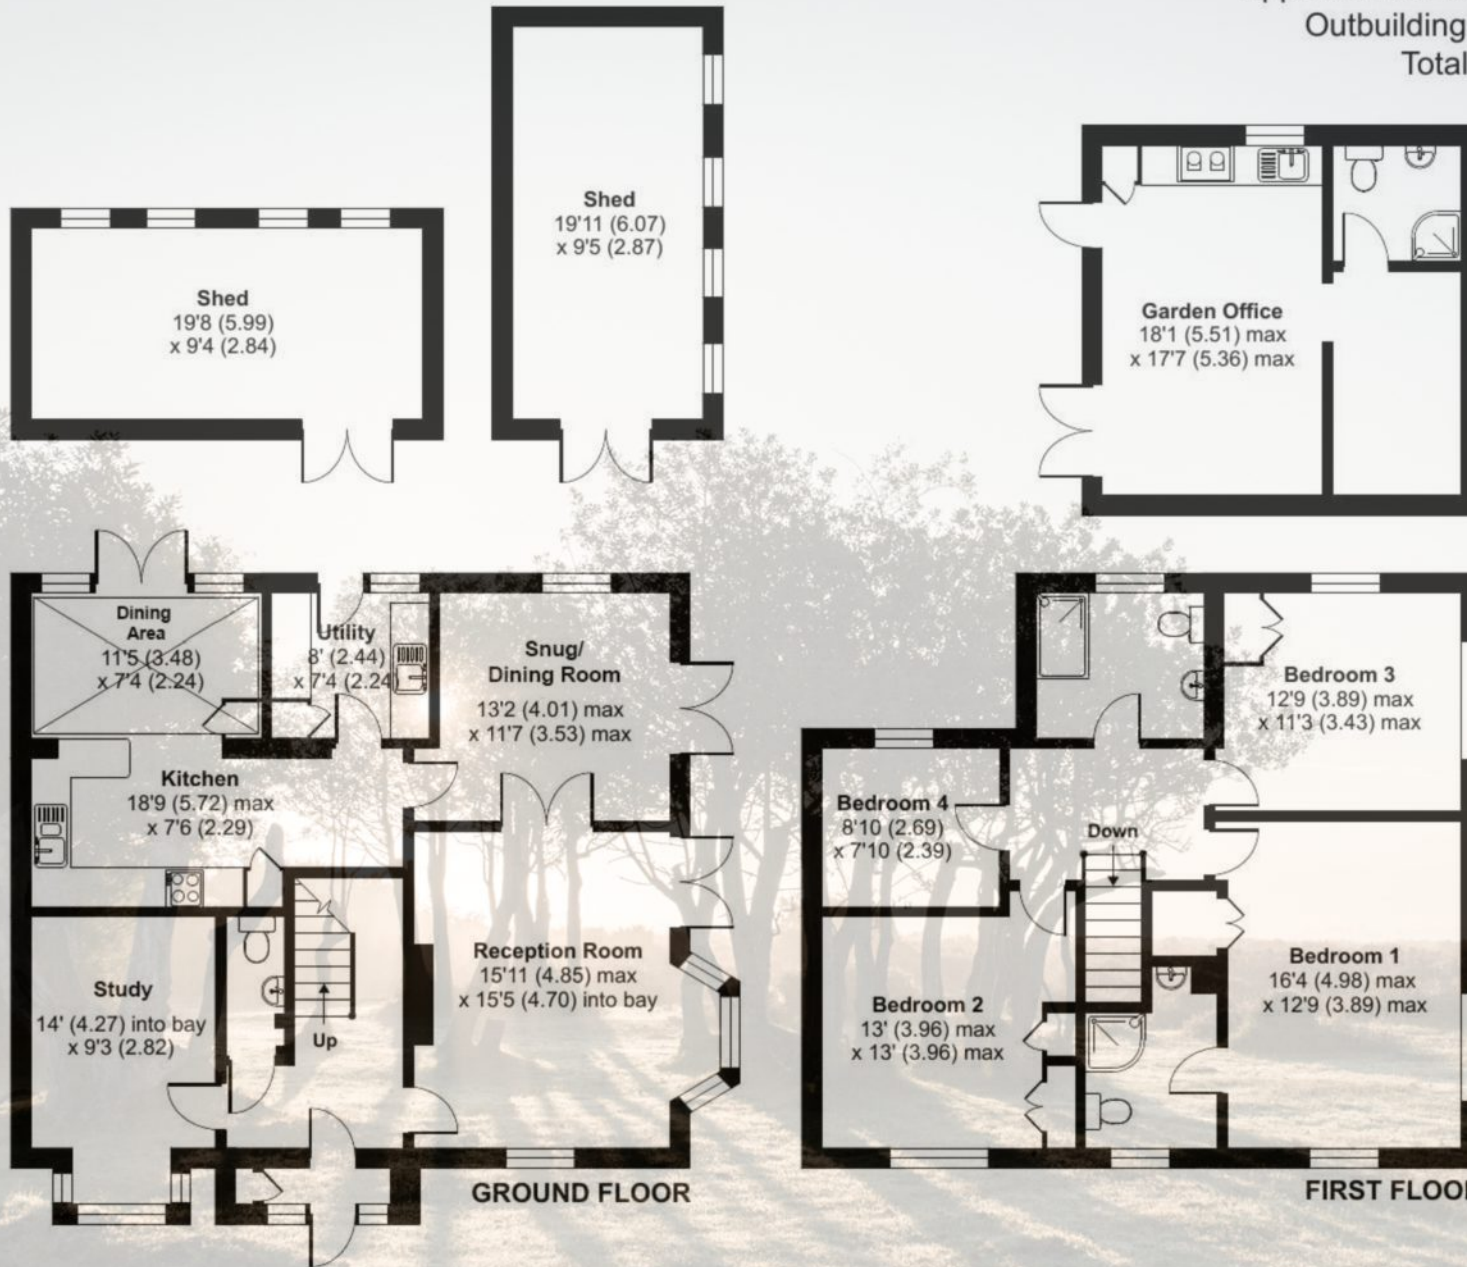 Outbuilding
Total
Shed
19'11 (6.07)
x 9'5 (2.87)
Shed
19'8 (5.99)
x 9'4 (2.84)
Garden Office
18'1 (5.51) max
x 17'7 (5.36) max
Dining
Area
11'5 (3.48)
x 7'4 (2.24)
Utility
8' (2.44)
x 7'4 (2.24
Snug/
Dining Room
13'2 (4.01) max
x 11'7 (3.53) max
Kitchen
18'9 (5.72) max
x 7'6 (2.29)
Study
14' (4.27) into bay
x 9'3 (2.82)
Up
Reception Room
15'11 (4.85) max
x 15'5 (4.70) into bay
GROUND FLOOR
Bedroom 3
12'9 (3.89) max
x 11'3 (3.43) max
Bedroom 4
8'10 (2.69)
x 7'10 (2.39)
Down
Bedroom 2
13' (3.96) max
x 13' (3.96) max
Bedroom 1
16'4 (4.98) max
x 12'9 (3.89) max
FIRST FLOO